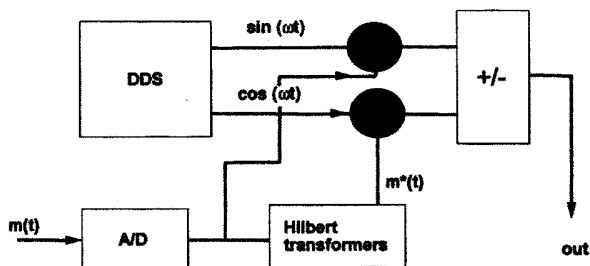 sin (ωt)
DDS
+/-
cos (ωt)
m*(t)
m(t)
A/D
Hilbert
transformers
out